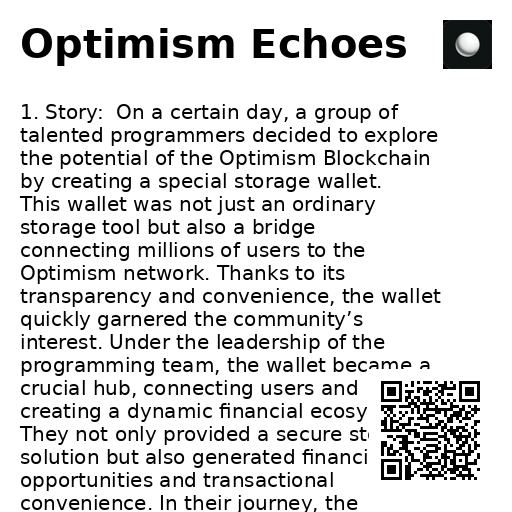 Optimism Echoes
1. Story:  On a certain day, a group of
talented programmers decided to explore
the potential of the Optimism Blockchain
by creating a special storage wallet.
This wallet was not just an ordinary
storage tool but also a bridge
connecting millions of users to the
Optimism network. Thanks to its
transparency and convenience, the wallet
quickly garnered the community’s
interest. Under the leadership of the
programming team, the wallet became a
crucial hub, connecting users and
creating a dynamic financial ecosy
They not only provided a secure
solution but also generated financi
opportunities and transactional
convenience. In their journey, the